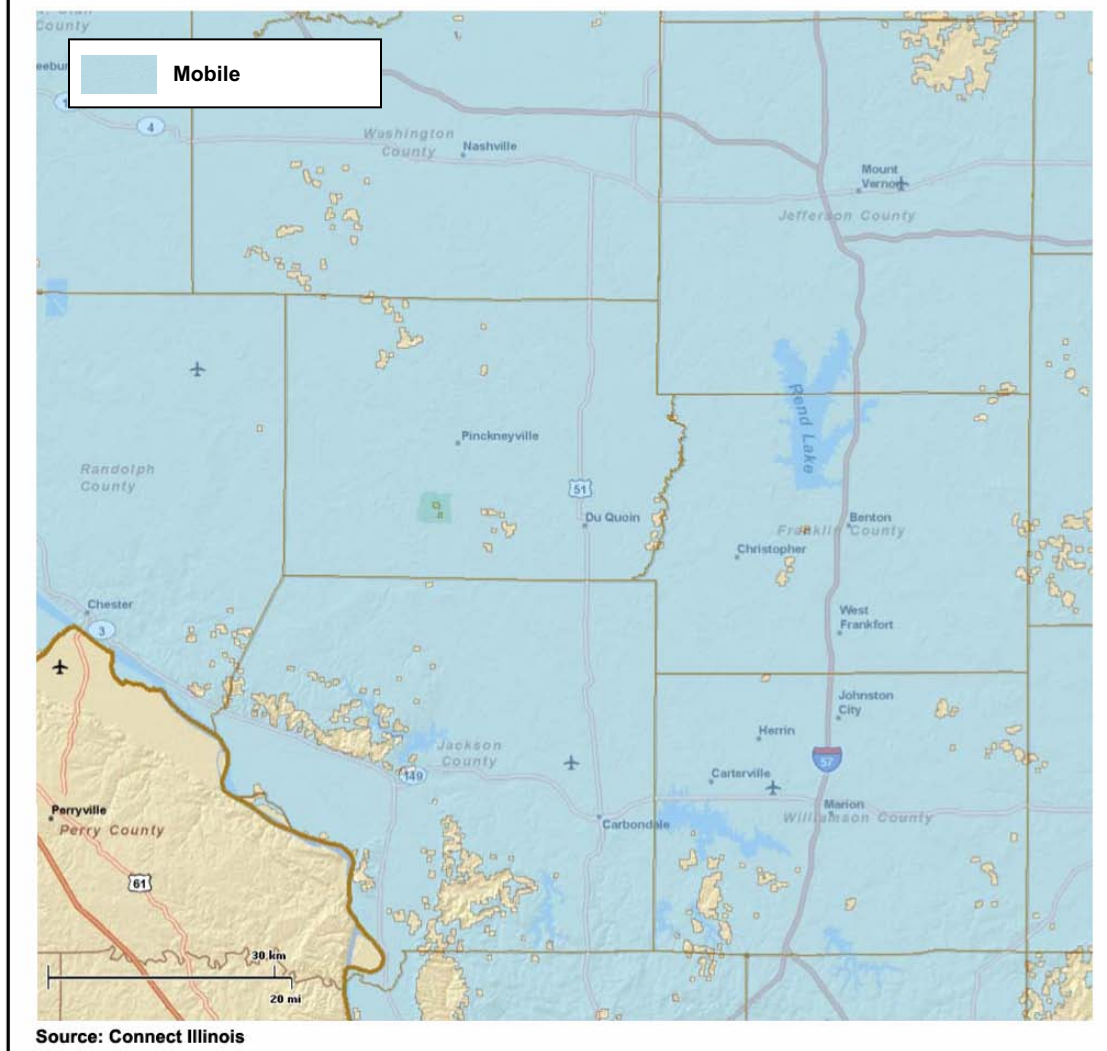 County
Mobile
4
Washington
County
Nashville
Mount
Vernon
Jefferson County
Rend Lake
Pinckneyville
Randolph
County
51
Du Quoin
Benton
Franklin County
Christopher
Chester
3
West
Frankfort
Johnston
City
Herrin
Jackson
County
57
149
Carterville
Perryville
Perry County
Marion
Williamson County
Carbondale
61
30 km
20 mi
Source: Connect Illinois